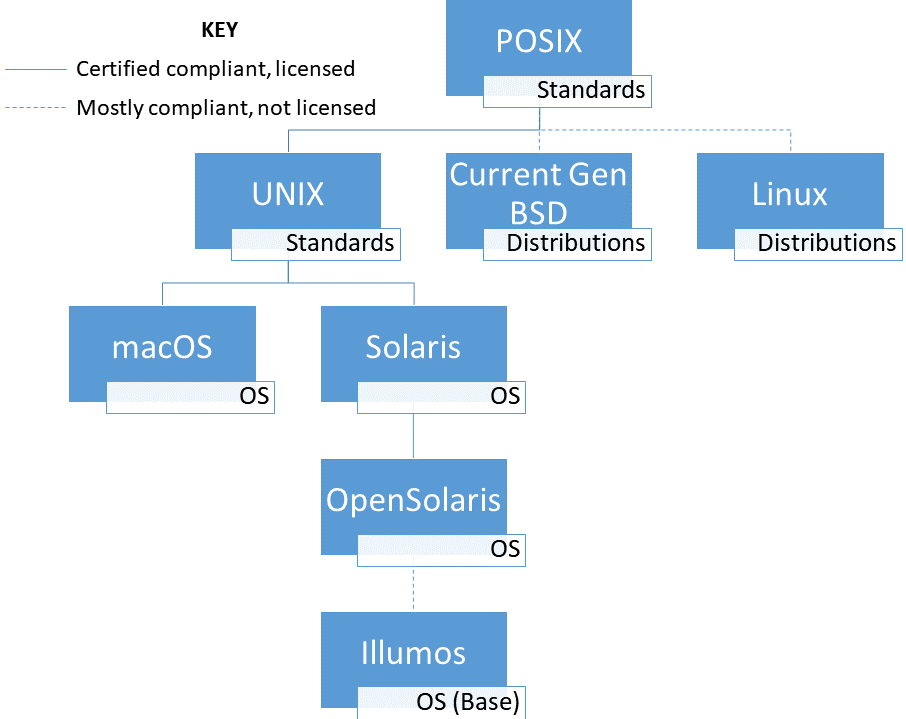 KEY
Certified compliant, licensed
Mostly compliant, not licensed
POSIX
Standards
UNIX
Standards
Current Gen
BSD
Distributions
Linux
Distributions
macOS
OS
Solaris
OS
OpenSolaris
OS
Illumos
OS (Base)